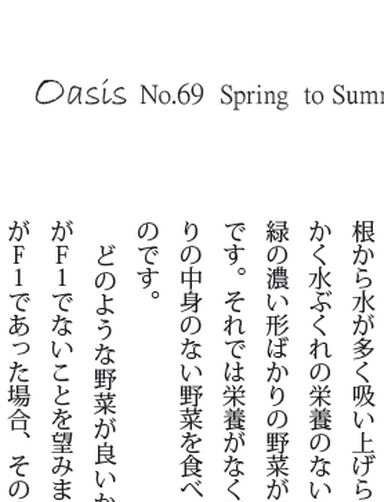 Oasis No.69 Spring to Summ
根から水が多く吸い上げら
かく水ぶくれの栄養のない
緑の濃い形ばかりの野菜が
です。それでは栄養がなく
りの中身のない野菜を食べ
のです。
どのような野菜が良いか
がF1でないことを望みま
がF1であった場合、その